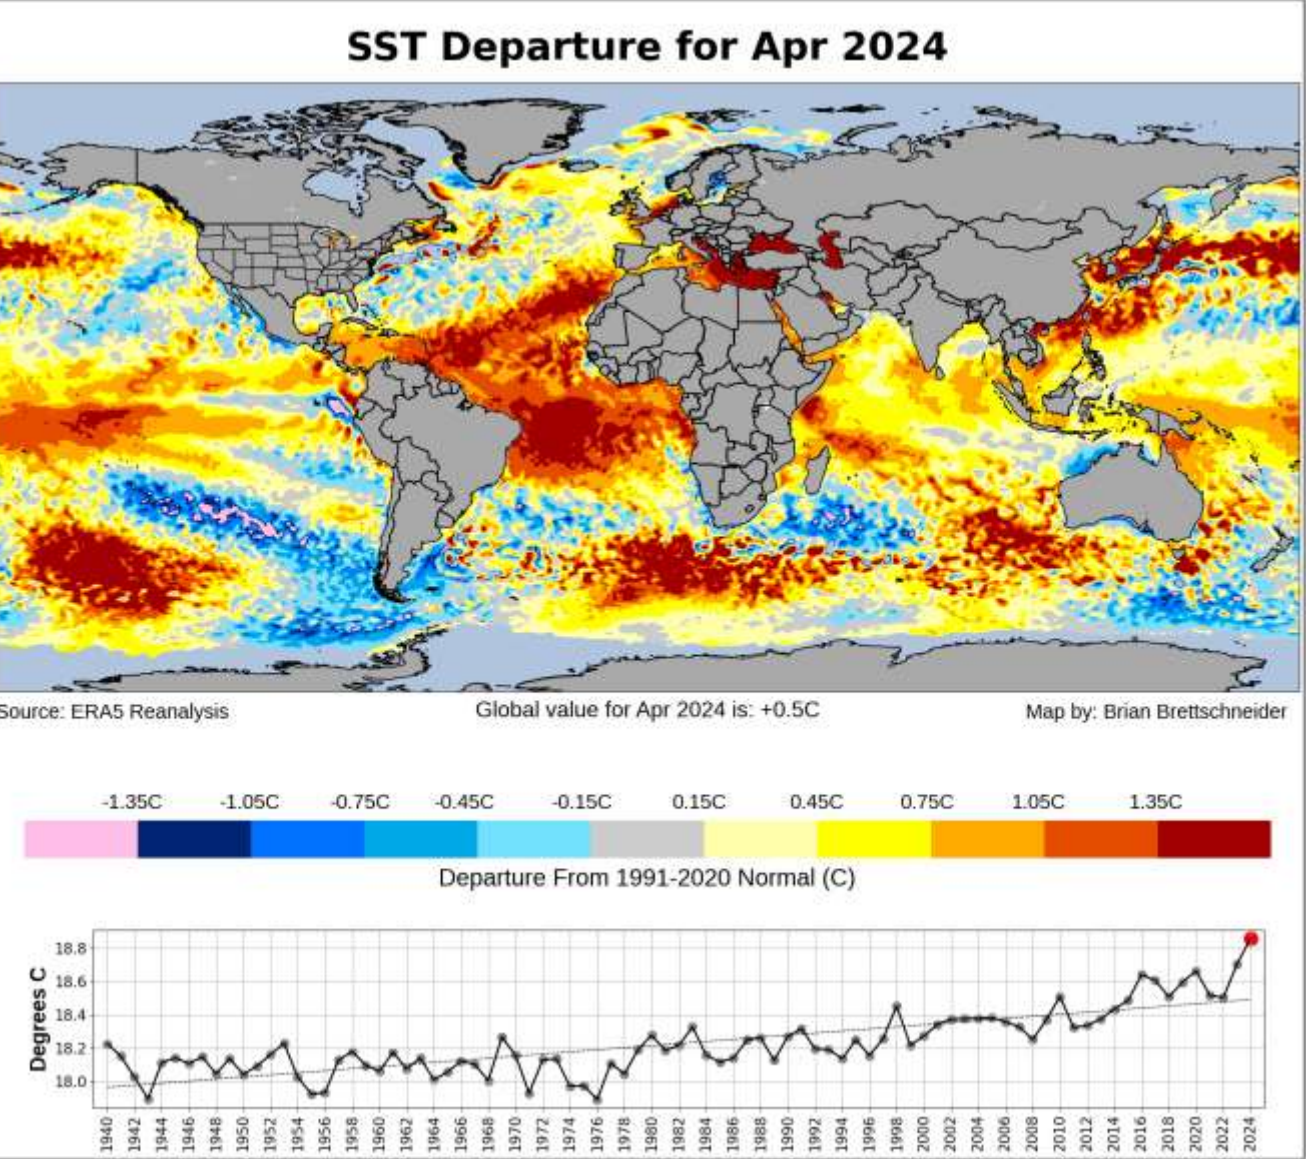 SST Departure for Apr 2024
Source: ERA5 Reanalysis Global value for Apr 2024 is: +0.5C Map by: Brian Brettschneider
-1.35C -1.05C -0.75C -0.45C -0.15C 0.15C 0.45C 0.75C 1.05C 1.35C
Departure From 1991-2020 Normal (C)
Degrees C
18.8
18.6
18.4
18.2
18.0
1940 1942 1944 1946 1948 1950 1952 1954 1956 1958 1960 1962 1964 1966 1968 1970 1972 1974 1976 1978 1980 1982 1984 1986 1988 1990 1992 1994 1996 1998 2000 2002 2004 2006 2008 2010 2012 2014 2016 2018 2020 2022 2024